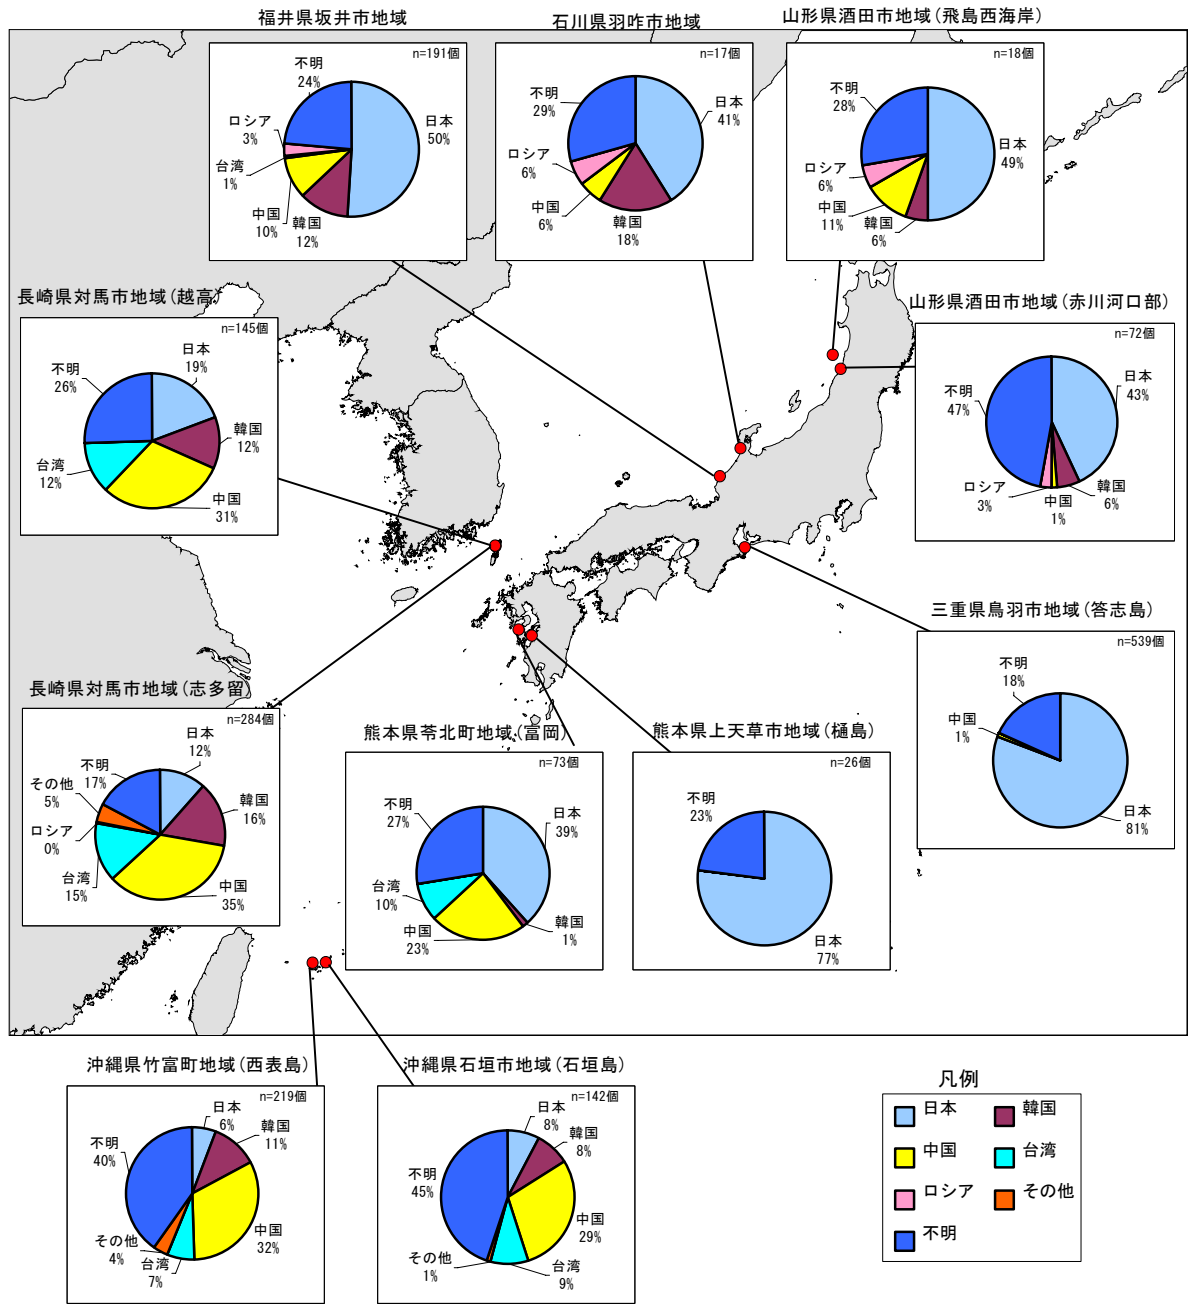 福井県坂井市地域
n=191個
不明
24%
ロシア
3%
台湾
1%
中国
10%
韓国
12%
日本
50%
石川県羽咋市地域
n=17個
不明
29%
ロシア
6%
中国
6%
韓国
18%
日本
41%
山形県酒田市地域(飛島西海岸)
n=18個
不明
28%
ロシア
6%
中国
11%
韓国
6%
日本
49%
長崎県対馬市地域(越高)
n=145個
日本
19%
不明
26%
韓国
12%
台湾
12%
中国
31%
山形県酒田市地域(赤川河口部)
n=72個
日本
43%
不明
47%
ロシア
3%
中国
1%
韓国
6%
三重県鳥羽市地域(答志島)
n=539個
不明
18%
中国
1%
日本
81%
長崎県対馬市地域(志多留
n=284個
日本
12%
不明
17%
その他
5%
ロシア
0%
台湾
15%
韓国
16%
中国
35%
熊本県苓北町地域(富岡)
n=73個
不明
27%
日本
39%
台湾
10%
中国
23%
韓国
1%
熊本県上天草市地域(樋島)
n=26個
不明
23%
日本
77%
沖縄県竹富町地域(西表島)
n=219個
日本
6%
韓国
11%
不明
40%
その他
4%
台湾
7%
中国
32%
沖縄県石垣市地域(石垣島)
n=142個
日本
8%
韓国
8%
不明
45%
中国
29%
その他
1%
台湾
9%
凡例
日本
韓国
中国
台湾
ロシア
その他
不明